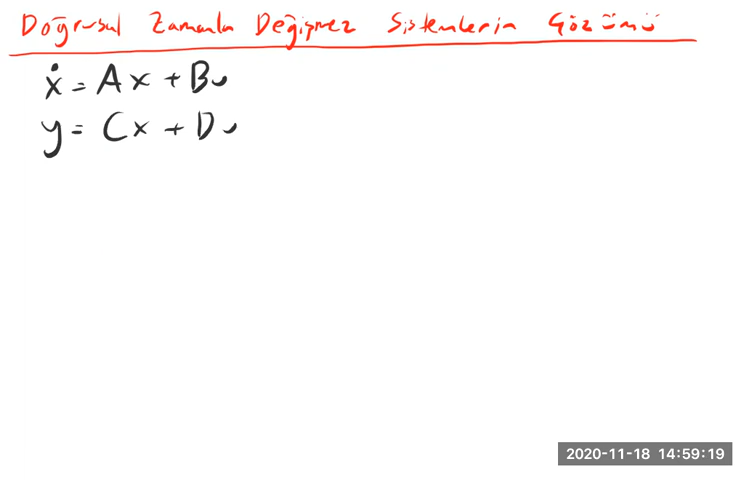 Doğrusal Zamanla Değişmez Sistemlerin Çözümü
ẋ = Ax + Bu
y = Cx + Du
2020-11-18 14:59:19